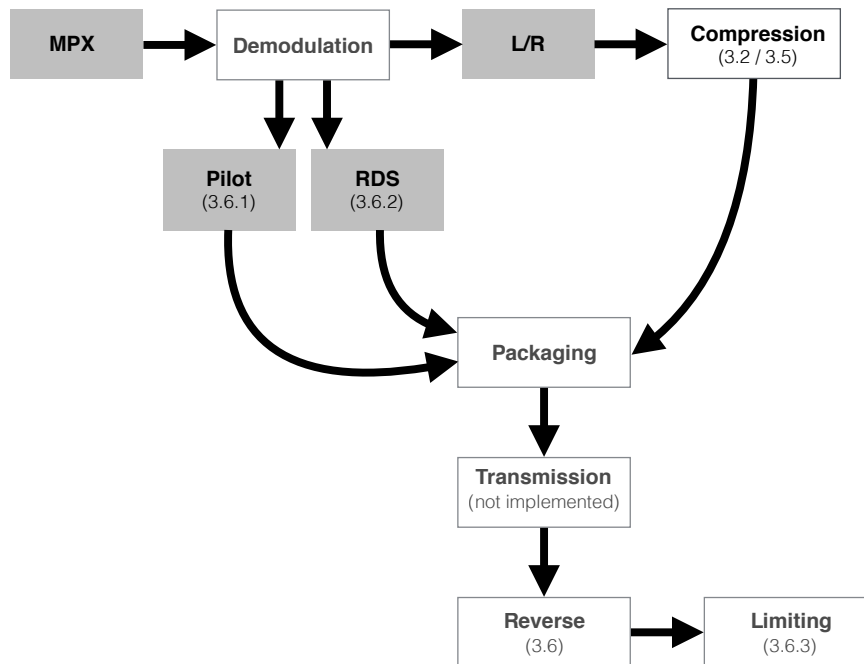 MPX
Demodulation
L/R
Compression
(3.2 / 3.5)
Pilot
(3.6.1)
RDS
(3.6.2)
Packaging
Transmission
(not implemented)
Reverse
(3.6)
Limiting
(3.6.3)